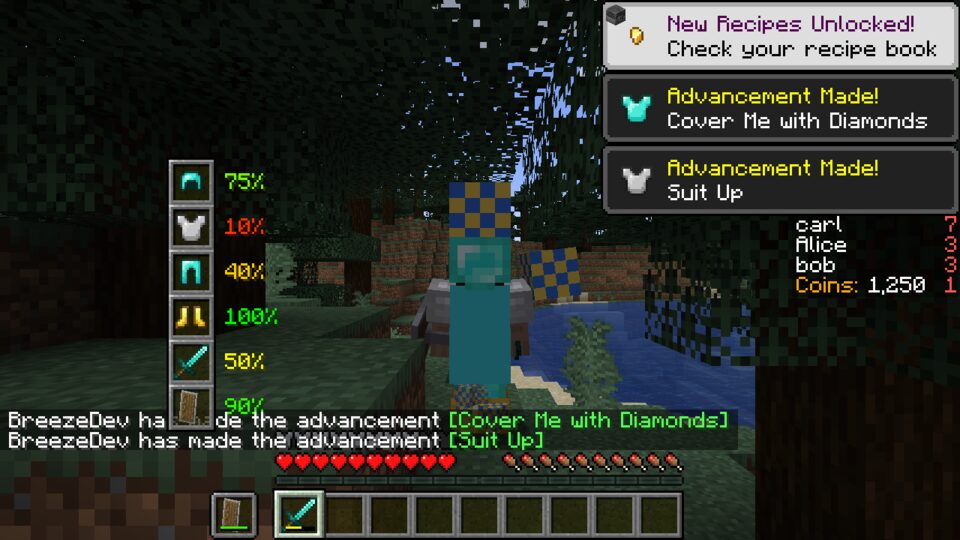 New Recipes Unlocked!
Check your recipe book
Advancement Made!
Cover Me with Diamonds
Advancement Made!
Suit Up
carl 7
Alice 3
bob 3
Coins: 1,250 1
75%
10%
40%
100%
50%
90%
BreezeDev ha de the advancement [Cover Me with Diamonds]
BreezeDev has made the advancement [Suit Up]